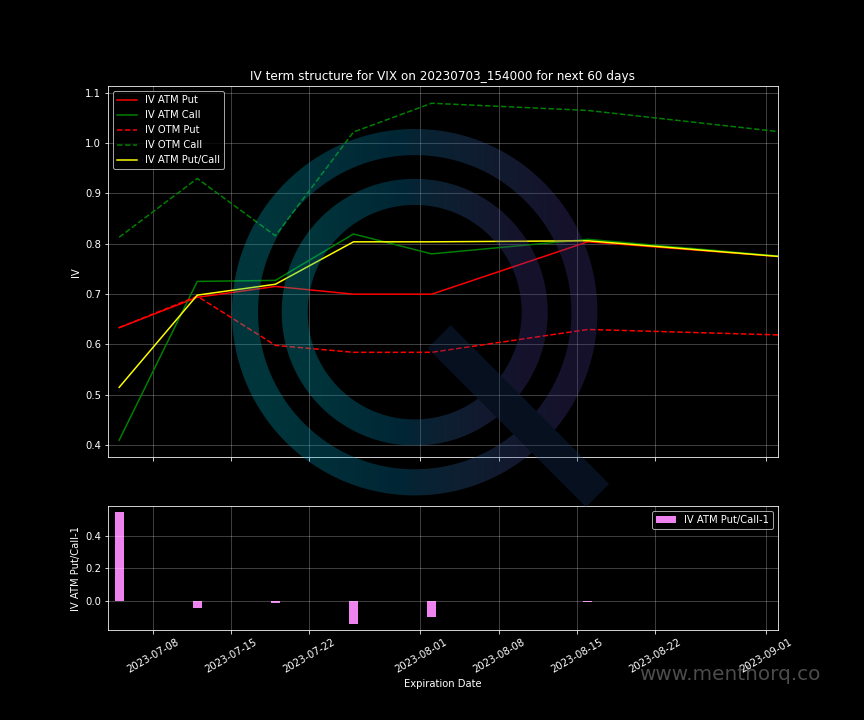 IV term structure for VIX on 20230703_154000 for next 60 days
IV ATM Put
IV ATM Call
IV OTM Put
IV OTM Call
IV ATM Put/Call
1.1
1.0
0.9
0.8
0.7
0.6
0.5
0.4
IV
IV ATM Put/Call-1
0.4
0.2
0.0
IV ATM Put/Call-1
2023-07-08
2023-07-15
2023-07-22
2023-08-01
2023-08-08
2023-08-15
2023-08-22
2023-09-01
Expiration Date
www.menthorq.co